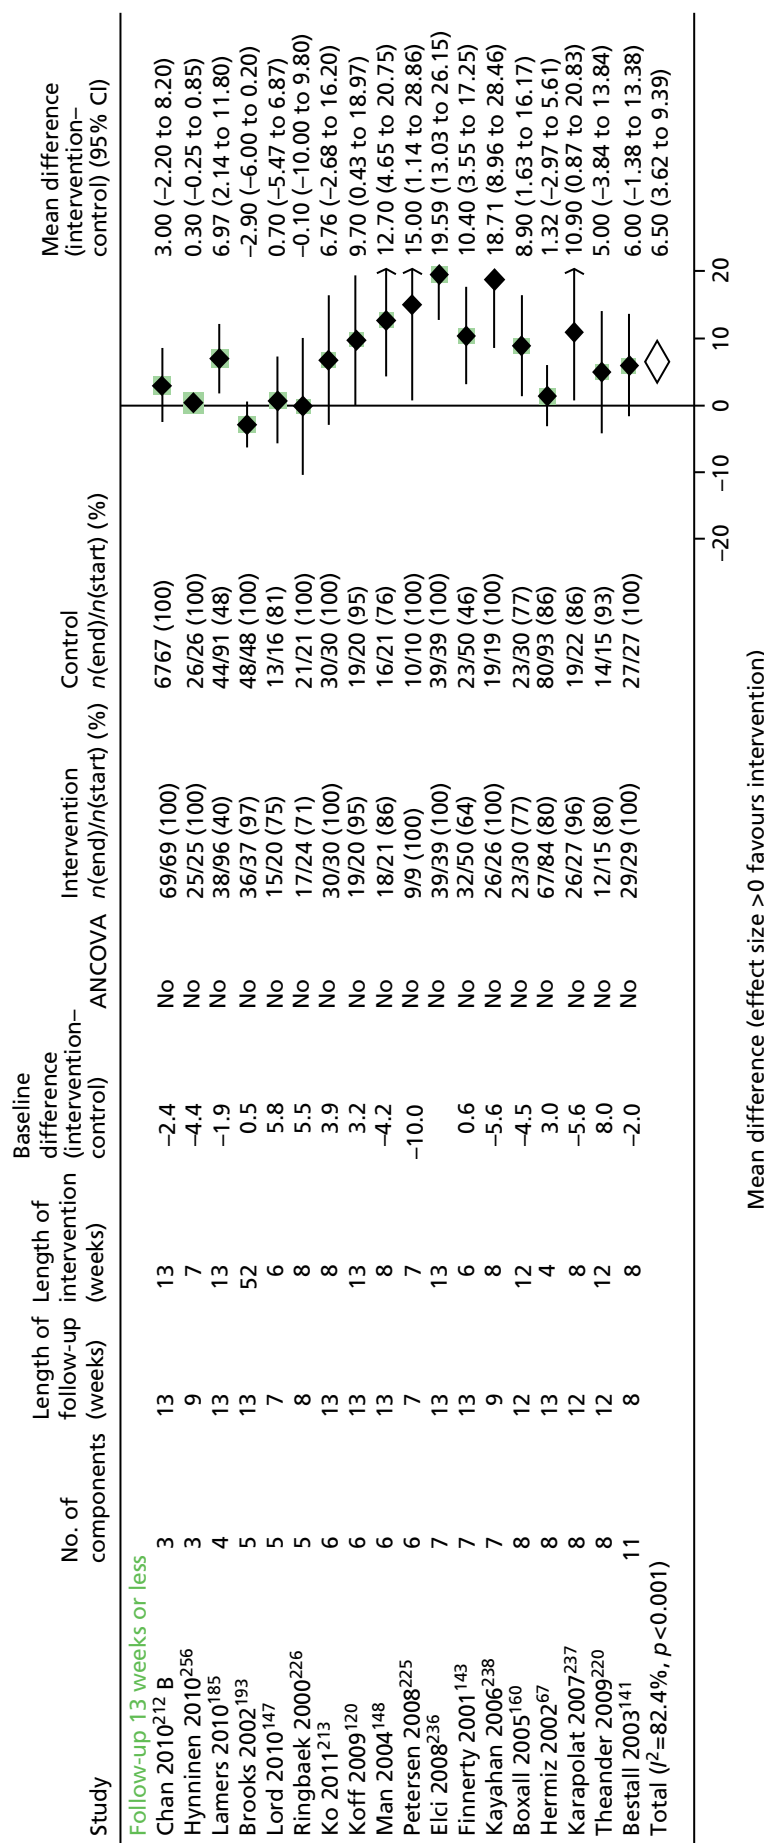 Study No. of components Length of follow-up (weeks) Length of intervention (weeks) Baseline difference (intervention–control) ANCOVA Intervention n(end)/n(start) (%) Control n(end)/n(start) (%) Mean difference (intervention–control) (95% CI)
Follow-up 13 weeks or less
Chan 2010²¹² B 3 13 13 −2.4 No 69/69 (100) 6767 (100) 3.00 (−2.20 to 8.20)
Hynninen 2010²⁵⁶ 3 9 7 −4.4 No 25/25 (100) 26/26 (100) 0.30 (−0.25 to 0.85)
Lamers 2010¹⁸⁵ 4 13 13 −1.9 No 38/96 (40) 44/91 (48) 6.97 (2.14 to 11.80)
Brooks 2002¹⁹³ 5 13 52 0.5 No 36/37 (97) 48/48 (100) −2.90 (−6.00 to 0.20)
Lord 2010¹⁴⁷ 5 7 6 5.8 No 15/20 (75) 13/16 (81) 0.70 (−5.47 to 6.87)
Ringbaek 2000²²⁶ 5 8 8 5.5 No 17/24 (71) 21/21 (100) −0.10 (−10.00 to 9.80)
Ko 2011²¹³ 6 13 8 3.9 No 30/30 (100) 30/30 (100) 6.76 (−2.68 to 16.20)
Koff 2009¹²⁰ 6 13 13 3.2 No 19/20 (95) 19/20 (95) 9.70 (0.43 to 18.97)
Man 2004¹⁴⁸ 6 13 8 −4.2 No 18/21 (86) 16/21 (76) 12.70 (4.65 to 20.75)
Petersen 2008²²⁵ 6 7 7 −10.0 No 9/9 (100) 10/10 (100) 15.00 (1.14 to 28.86)
Elci 2008²³⁶ 7 13 13 No 39/39 (100) 39/39 (100) 19.59 (13.03 to 26.15)
Finnerty 2001¹⁴³ 7 13 6 0.6 No 32/50 (64) 23/50 (46) 10.40 (3.55 to 17.25)
Kayahan 2006²³⁸ 7 9 8 −5.6 No 26/26 (100) 19/19 (100) 18.71 (8.96 to 28.46)
Boxall 2005¹⁶⁰ 8 12 12 −4.5 No 23/30 (77) 23/30 (77) 8.90 (1.63 to 16.17)
Hermiz 2002⁶⁷ 8 13 4 3.0 No 67/84 (80) 80/93 (86) 1.32 (−2.97 to 5.61)
Karapolat 2007²³⁷ 8 12 8 −5.6 No 26/27 (96) 19/22 (86) 10.90 (0.87 to 20.83)
Theander 2009²²⁰ 8 12 12 8.0 No 12/15 (80) 14/15 (93) 5.00 (−3.84 to 13.84)
Bestall 2003¹⁴¹ 11 8 8 −2.0 No 29/29 (100) 27/27 (100) 6.00 (−1.38 to 13.38)
Total (I²=82.4%, p<0.001) 6.50 (3.62 to 9.39)
−20 −10 0 10 20
Mean difference (effect size >0 favours intervention)